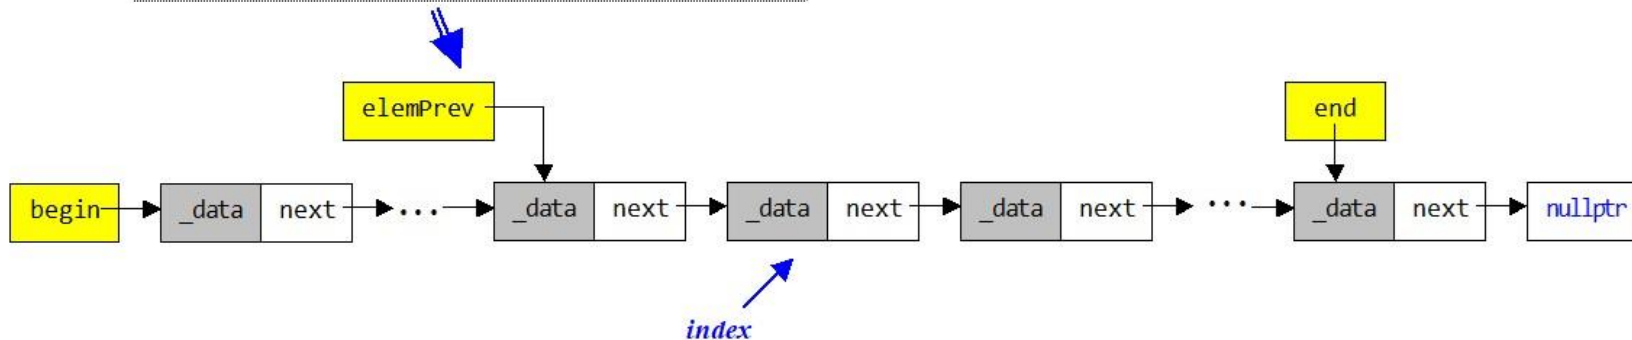 elemPrev
end
begin _data next ... _data next _data next _data next ... _data next nullptr
index